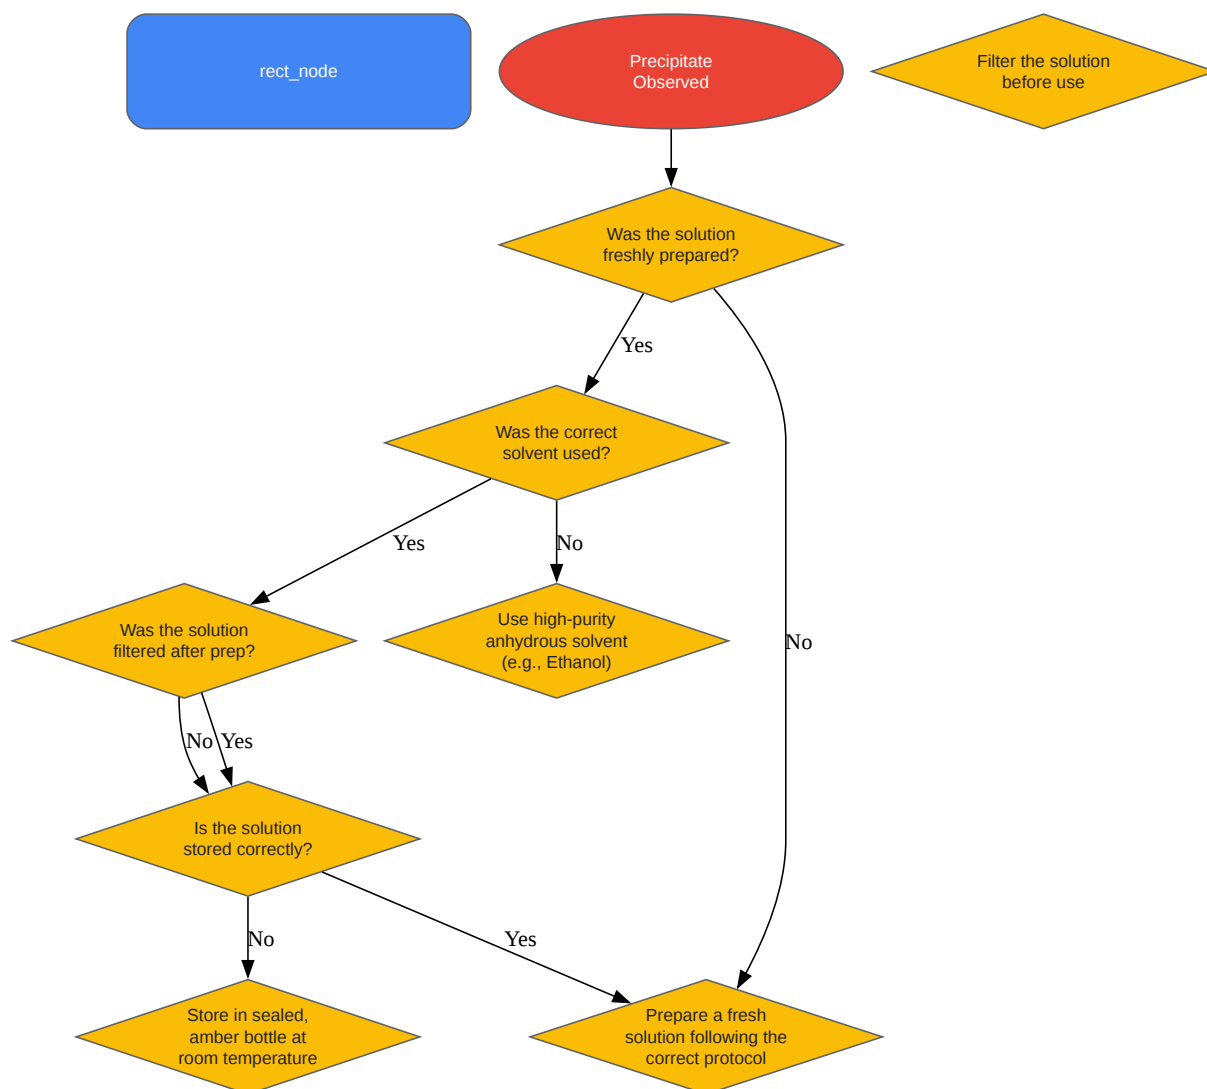 rect_node
Precipitate
Observed
Filter the solution
before use
Was the solution
freshly prepared?
Yes
Was the correct
solvent used?
Yes
No
No
Was the solution
filtered after prep?
Use high-purity
anhydrous solvent
(e.g., Ethanol)
No
Yes
Is the solution
stored correctly?
No
Yes
Store in sealed,
amber bottle at
room temperature
Prepare a fresh
solution following the
correct protocol